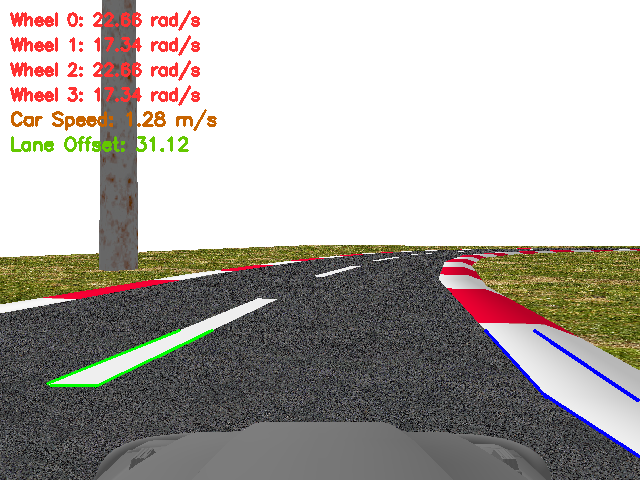 Wheel 0: 22.66 rad/s
Wheel 1: 17.34 rad/s
Wheel 2: 22.66 rad/s
Wheel 3: 17.34 rad/s
Car Speed: 1.28 m/s
Lane Offset: 31.12